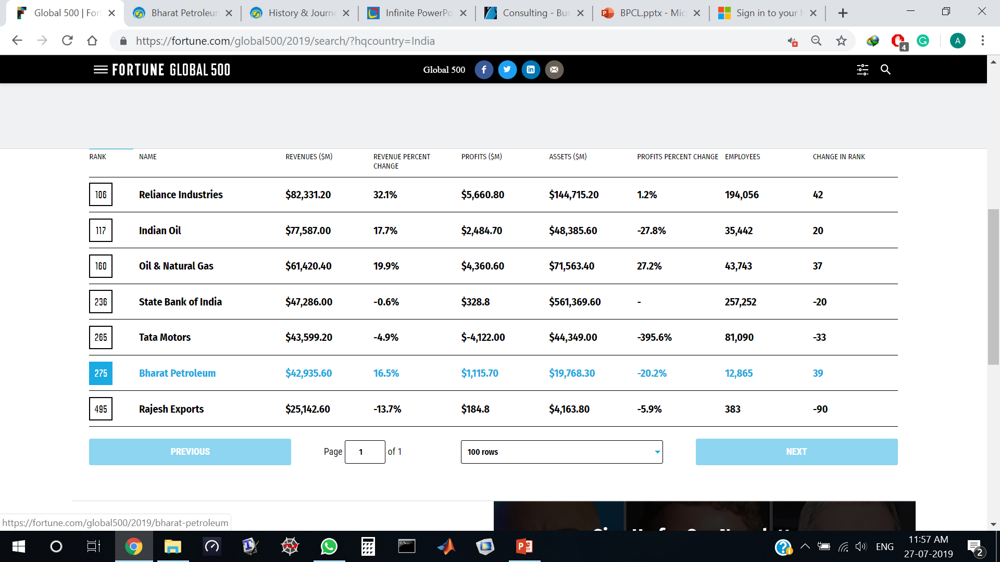 Global 500 | For
Bharat Petroleun
History & Journe
Infinite PowerPo
Consulting - Bus
BPCL.pptx - Mic
Sign in to your
https://fortune.com/global500/2019/search/?hqcountry=India
4
G
A
FORTUNE GLOBAL 500
Global 500
RANK NAME REVENUES ($M) REVENUE PERCENT CHANGE PROFITS ($M) ASSETS ($M) PROFITS PERCENT CHANGE EMPLOYEES CHANGE IN RANK
106 Reliance Industries $82,331.20 32.1% $5,660.80 $144,715.20 1.2% 194,056 42
117 Indian Oil $77,587.00 17.7% $2,484.70 $48,385.60 -27.8% 35,442 20
160 Oil & Natural Gas $61,420.40 19.9% $4,360.60 $71,563.40 27.2% 43,743 37
236 State Bank of India $47,286.00 -0.6% $328.8 $561,369.60 - 257,252 -20
265 Tata Motors $43,599.20 -4.9% $-4,122.00 $44,349.00 -395.6% 81,090 -33
275 Bharat Petroleum $42,935.60 16.5% $1,115.70 $19,768.30 -20.2% 12,865 39
495 Rajesh Exports $25,142.60 -13.7% $184.8 $4,163.80 -5.9% 383 -90
PREVIOUS Page 1 of 1 100 rows NEXT
https://fortune.com/global500/2019/bharat-petroleum
ENG
11:57 AM
27-07-2019
2